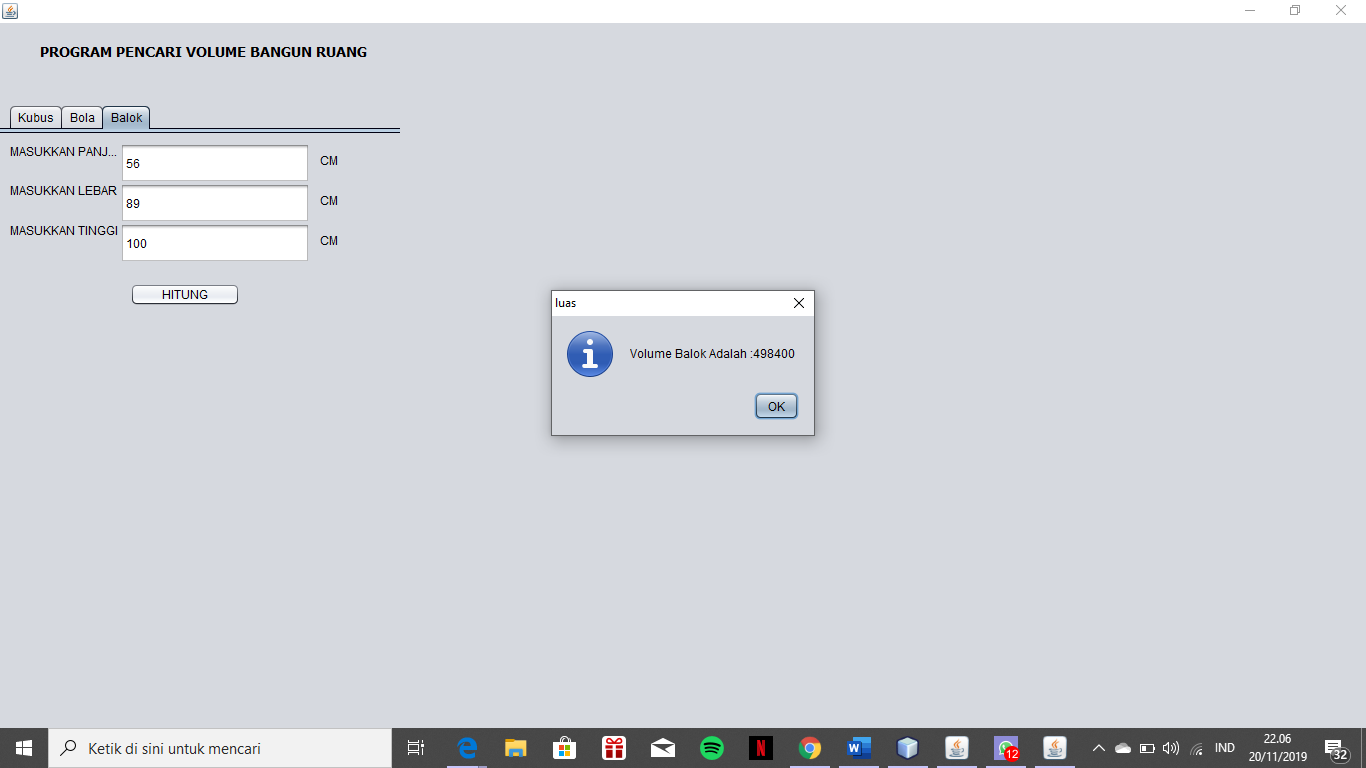 PROGRAM PENCARI VOLUME BANGUN RUANG
Kubus Bola Balok
MASUKKAN PANJ... 56 CM
MASUKKAN LEBAR 89 CM
MASUKKAN TINGGI 100 CM
HITUNG
luas
Volume Balok Adalah :498400
OK
Ketik di sini untuk mencari
12
IND
22.06
20/11/2019
32